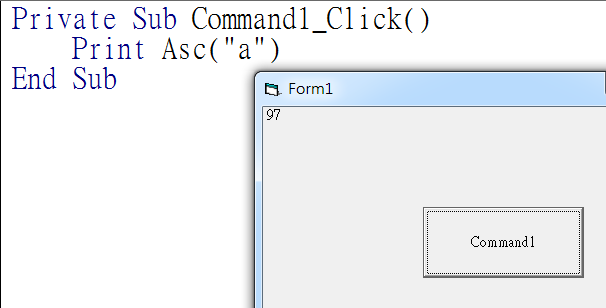 Private Sub Command1_Click()
    Print Asc("a")
End Sub
Form1
97
Command1